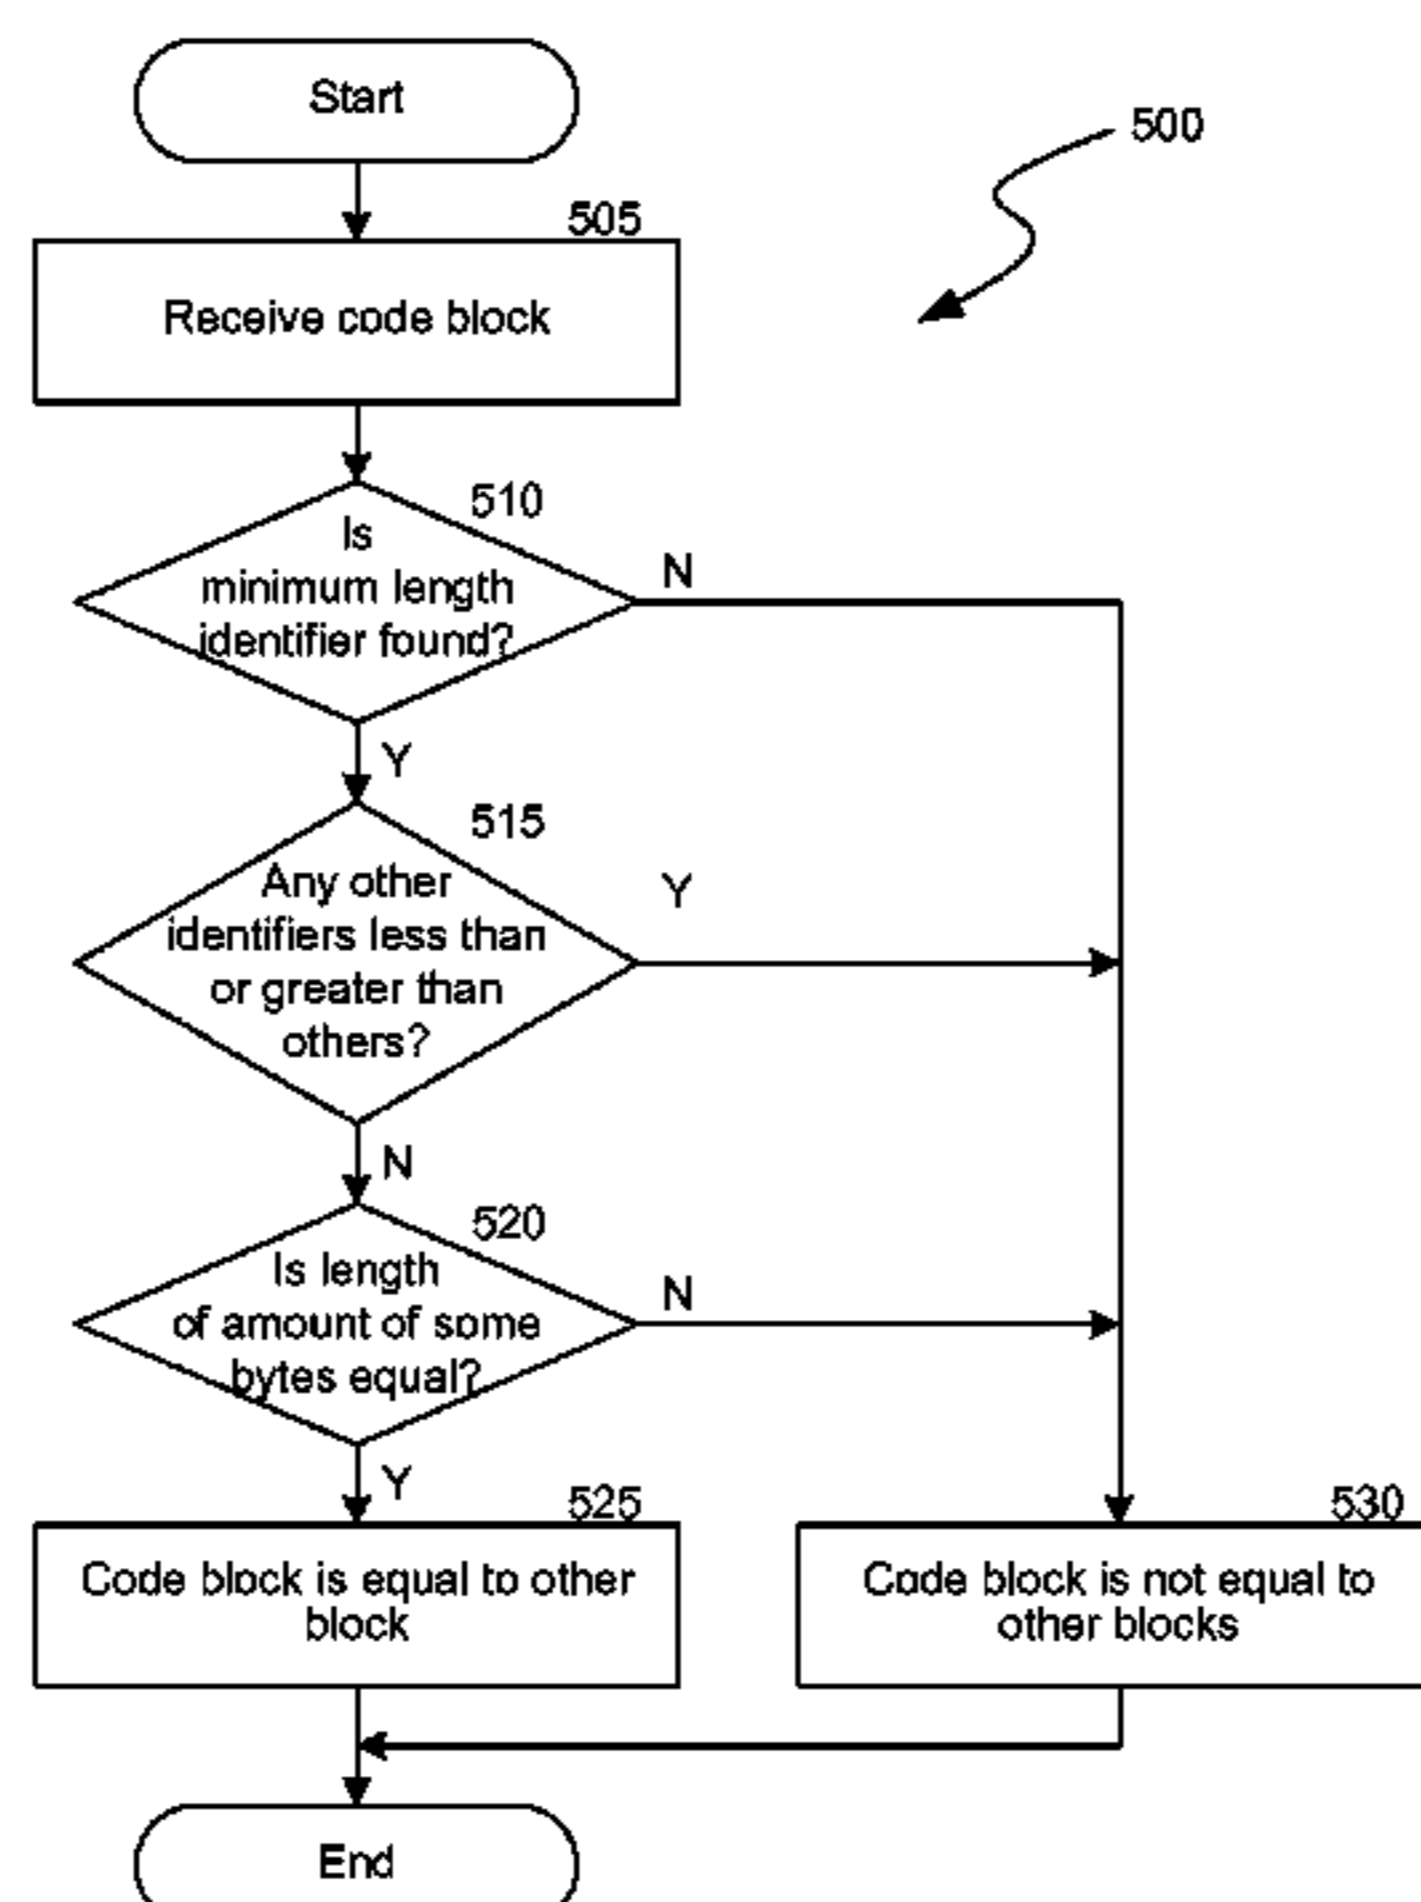 Start
500
505
Receive code block
510
Is
minimum length
identifier found?
N
Y
515
Any other
identifiers less than
or greater than
others?
Y
N
520
Is length
of amount of some
bytes equal?
N
Y
525
Code block is equal to other
block
530
Code block is not equal to
other blocks
End